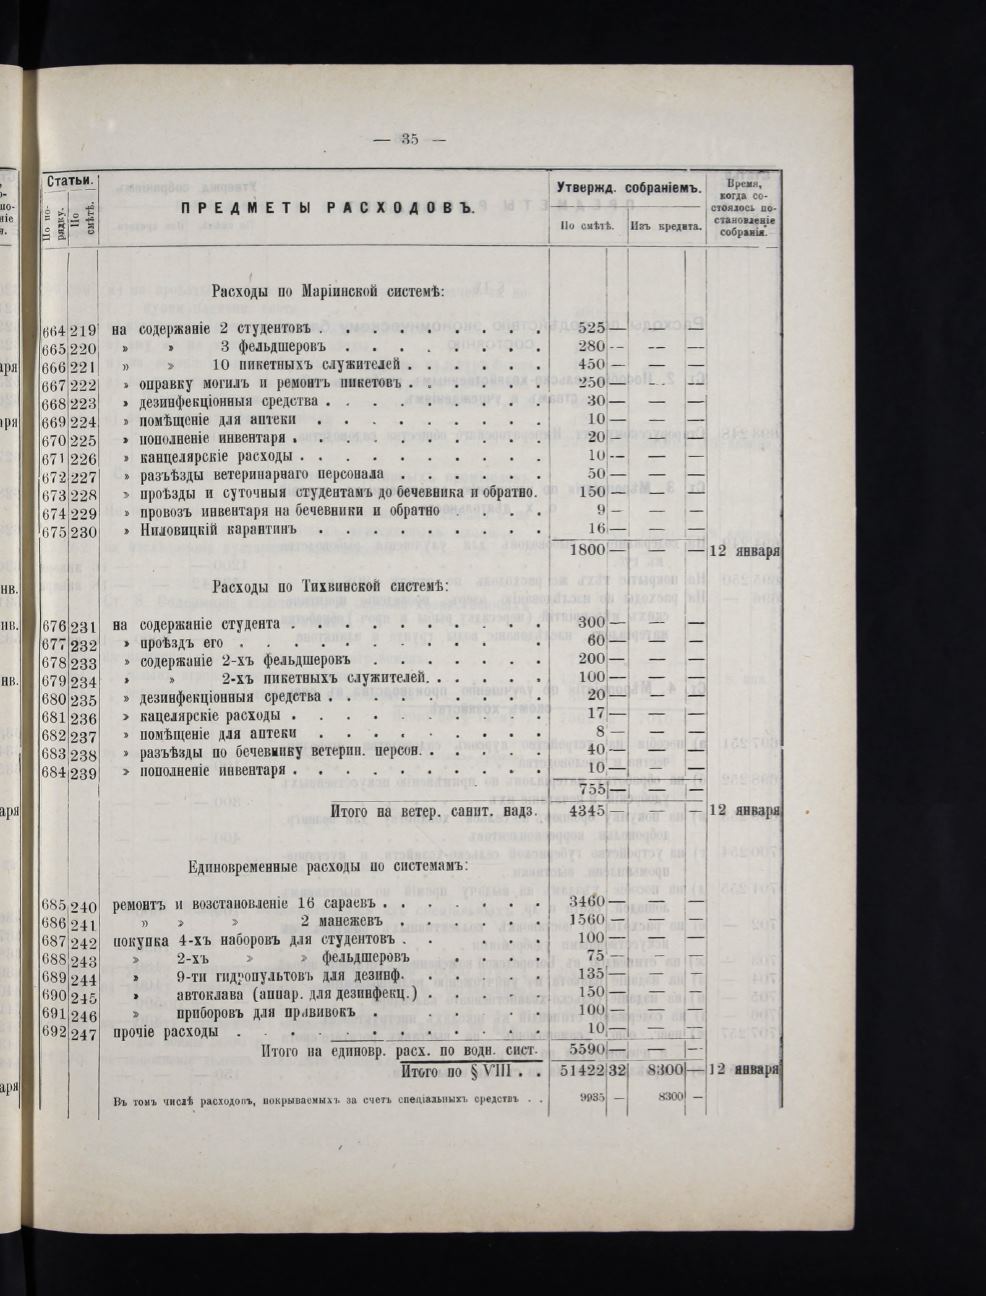 — 35 —
Статьи. ПРЕДМЕТЫ РАСХОДОВЪ. Утвержд. собраніемъ. Время, когда состоялось постановленіе собранія.
По порядку. По смѣтѣ. По смѣтѣ. Изъ кредита.
Расходы по Маріинской системѣ:
664 219 на содержаніе 2 студентовъ . . . . . . . . . 525 — — —
665 220 » » 3 фельдшеровъ . . . . . . . . 280 — — —
666 221 » » 10 пикетныхъ служителей . . . . . . 450 — — —
667 222 » оправку могилъ и ремонтъ пикетовъ . . . . . . 250 — — —
668 223 » дезинфекціонныя средства . . . . . . . . . 30 — — —
669 224 » помѣщеніе для аптеки . . . . . . . . . 10 — — —
670 225 » пополненіе инвентаря . . . . . . . . . 20 — — —
671 226 » канцелярскіе расходы . . . . . . . . . 10 — — —
672 227 » разъѣзды ветеринарнаго персонала . . . . . . 50 — — —
673 228 » проѣзды и суточныя студентамъ до бечевника и обратно. 150 — — —
674 229 » провозъ инвентаря на бечевники и обратно . . . . 9 — — —
675 230 » Ниловицкій карантинъ . . . . . . . . . 16 — — —
1800 — — — 12 января
Расходы по Тихвинской системѣ:
676 231 на содержаніе студента . . . . . . . . . . 300 — — —
677 232 » проѣздъ его . . . . . . . . . . . 60 — — —
678 233 » содержаніе 2-хъ фельдшеровъ . . . . . . . 200 — — —
679 234 » » 2-хъ пикетныхъ служителей. . . . . . 100 — — —
680 235 » дезинфекціонныя средства . . . . . . . . . 20 — — —
681 236 » кацелярскіе расходы . . . . . . . . . . 17 — — —
682 237 » помѣщеніе для аптеки . . . . . . . . . 8 — — —
683 238 » разъѣзды по бечевнику ветерин. персон. . . . . . 40 — — —
684 239 » пополненіе инвентаря . . . . . . . . . . 10 — — —
755 — — —
Итого на ветер. санит. надз. 4345 — — — 12 января
Единовременные расходы по системамъ:
685 240 ремонтъ и возстановленіе 16 сараевъ . . . . . . . 3460 — — —
686 241 » » » 2 манежевъ . . . . . . 1560 — — —
687 242 покупка 4-хъ наборовъ для студентовъ . . . . . 100 — — —
688 243 » 2-хъ » » фельдшеровъ . . . . 75 — — —
689 244 » 9-ти гидропультовъ для дезинф. . . . . . 135 — — —
690 245 » автоклава (аппар. для дезинфекц.) . . . . . 150 — — —
691 246 » приборовъ для прививокъ . . . . . . 100 — — —
692 247 прочіе расходы . . . . . . . . . . . 10 — — —
Итого на единовр. расх. по водн. сист. 5590 — — —
Итого по § VIII . . 51422 32 8300 — 12 января
Въ томъ числѣ расходовъ, покрываемыхъ за счетъ спеціальныхъ средствъ . . 9935 — 8300 —